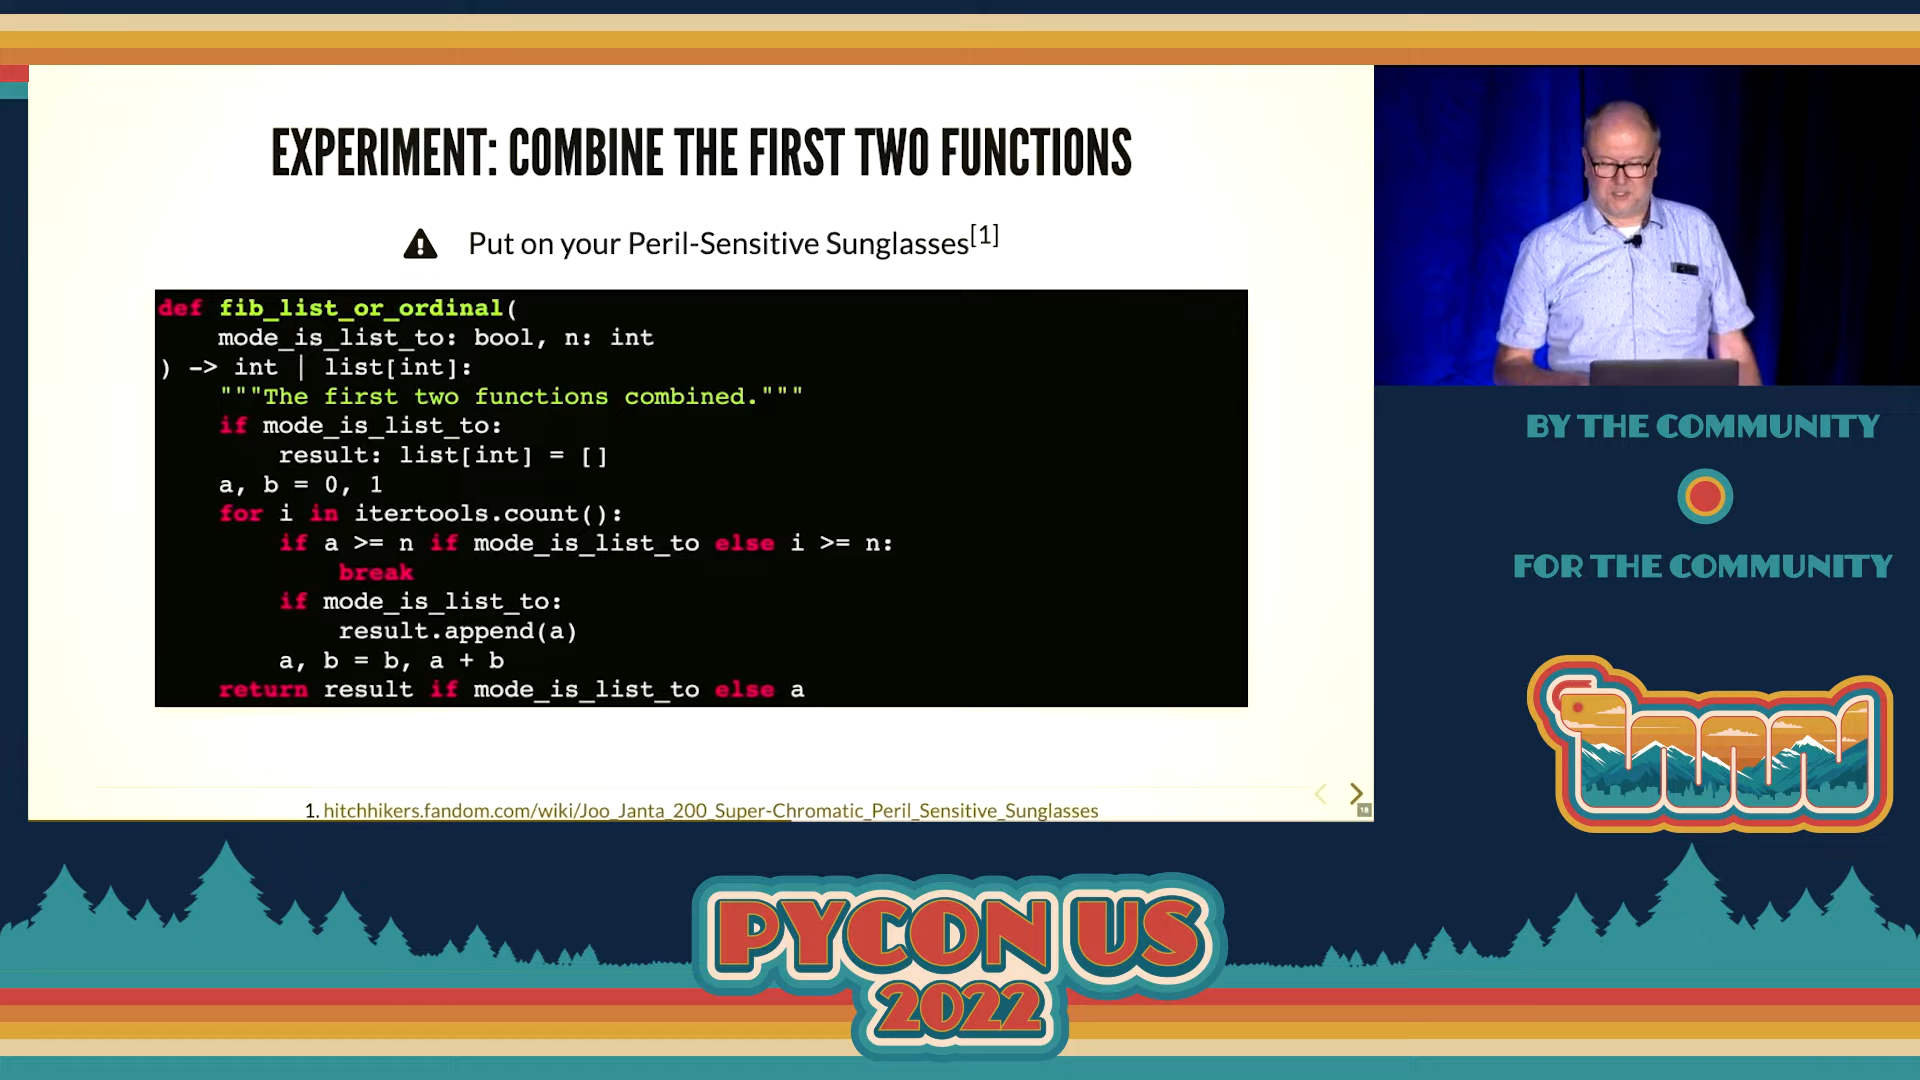 EXPERIMENT: COMBINE THE FIRST TWO FUNCTIONS
Put on your Peril-Sensitive Sunglasses[1]
def fib_list_or_ordinal(
    mode_is_list_to: bool, n: int
) -> int | list[int]:
    """The first two functions combined."""
    if mode_is_list_to:
        result: list[int] = []
    a, b = 0, 1
    for i in itertools.count():
        if a >= n if mode_is_list_to else i >= n:
            break
        if mode_is_list_to:
            result.append(a)
        a, b = b, a + b
    return result if mode_is_list_to else a
1. hitchhikers.fandom.com/wiki/Joo_Janta_200_Super-Chromatic_Peril_Sensitive_Sunglasses
18
BY THE COMMUNITY
FOR THE COMMUNITY
PYCON US
2022